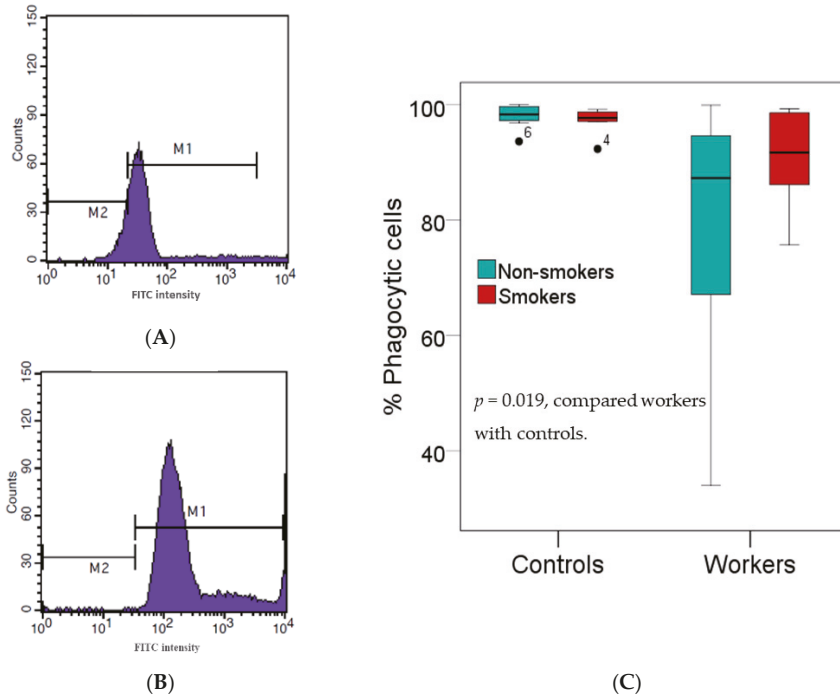 150
120
90
60
30
0
Counts
M1
M2
10^0 10^1 10^2 10^3 10^4
FITC intensity
(A)
150
120
90
60
30
0
Counts
M1
M2
10^0 10^1 10^2 10^3 10^4
FITC intensity
(B)
100
80
60
40
% Phagocytic cells
6
4
Non-smokers
Smokers
p = 0.019, compared workers
with controls.
Controls Workers
(C)